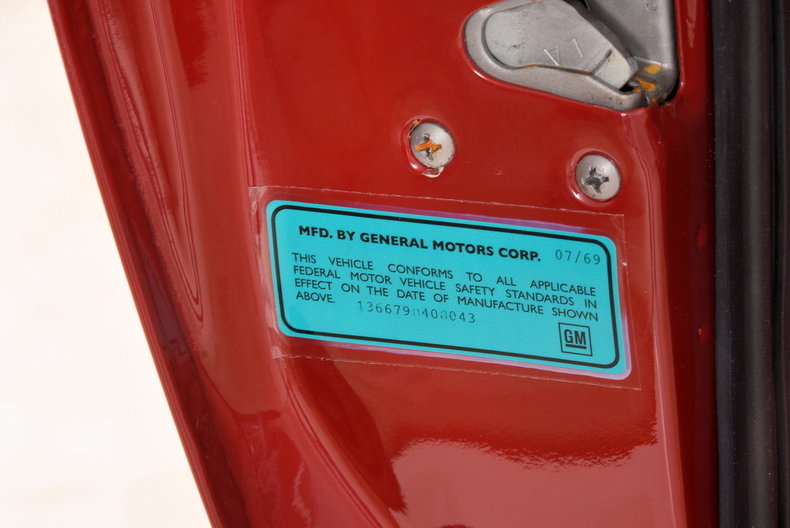 MFD. BY GENERAL MOTORS CORP. 07/69
THIS VEHICLE CONFORMS TO ALL APPLICABLE
FEDERAL MOTOR VEHICLE SAFETY STANDARDS IN
EFFECT ON THE DATE OF MANUFACTURE SHOWN
ABOVE.
GM